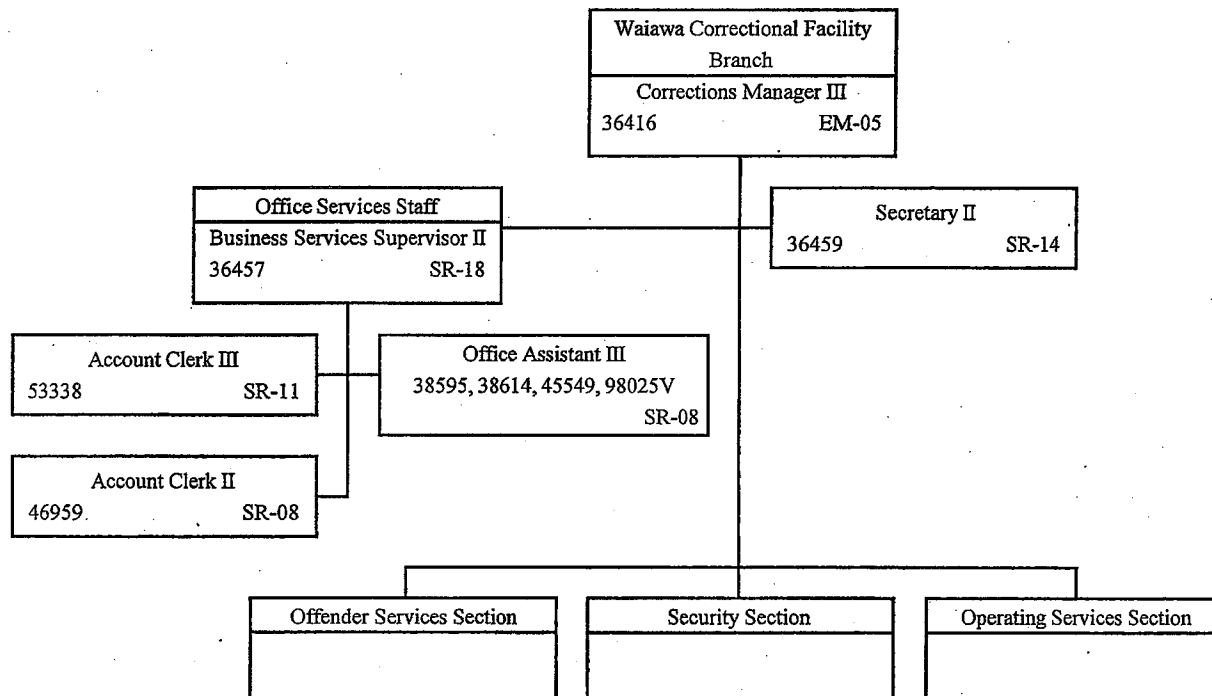 Waiawa Correctional Facility
Branch
Corrections Manager III
36416 EM-05
Office Services Staff
Business Services Supervisor II
36457 SR-18
Secretary II
36459 SR-14
Account Clerk III
53338 SR-11
Office Assistant III
38595, 38614, 45549, 98025V
SR-08
Account Clerk II
46959 SR-08
Offender Services Section
Security Section
Operating Services Section